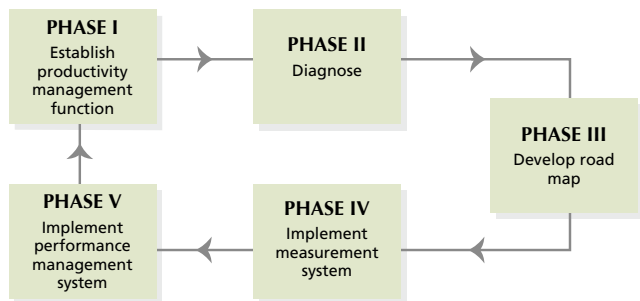 PHASE I
Establish
productivity
management
function
PHASE II
Diagnose
PHASE III
Develop road
map
PHASE IV
Implement
measurement
system
PHASE V
Implement
performance
management
system